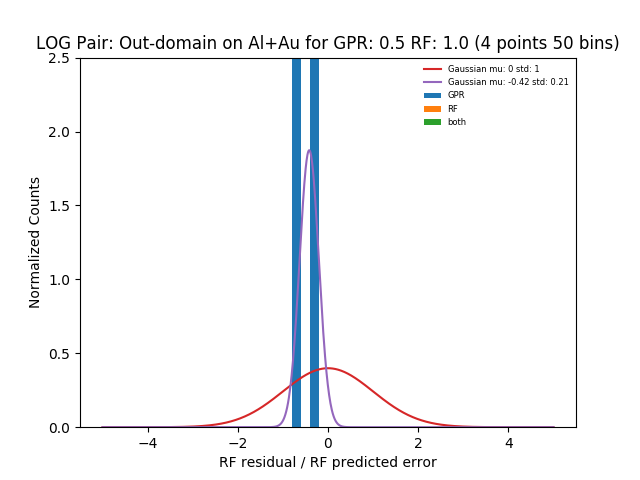 LOG Pair: Out-domain on Al+Au for GPR: 0.5 RF: 1.0 (4 points 50 bins)
2.5
2.0
1.5
1.0
0.5
0.0
Normalized Counts
Gaussian mu: 0 std: 1
Gaussian mu: -0.42 std: 0.21
GPR
RF
both
−4
−2
0
2
4
RF residual / RF predicted error